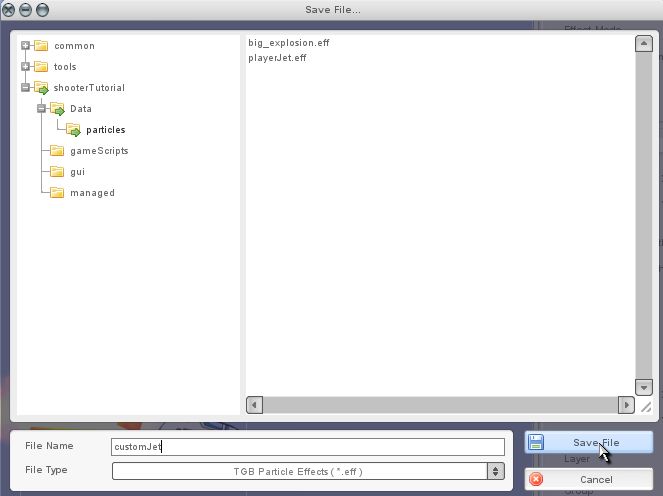 Save File...
Effect Mode
common
tools
shooterTutorial
Data
particles
gameScripts
gui
managed
big_explosion.eff
playerJet.eff
File Name
customJet
File Type
TGB Particle Effects ( *.eff )
Save File
Layer
Cancel
Group